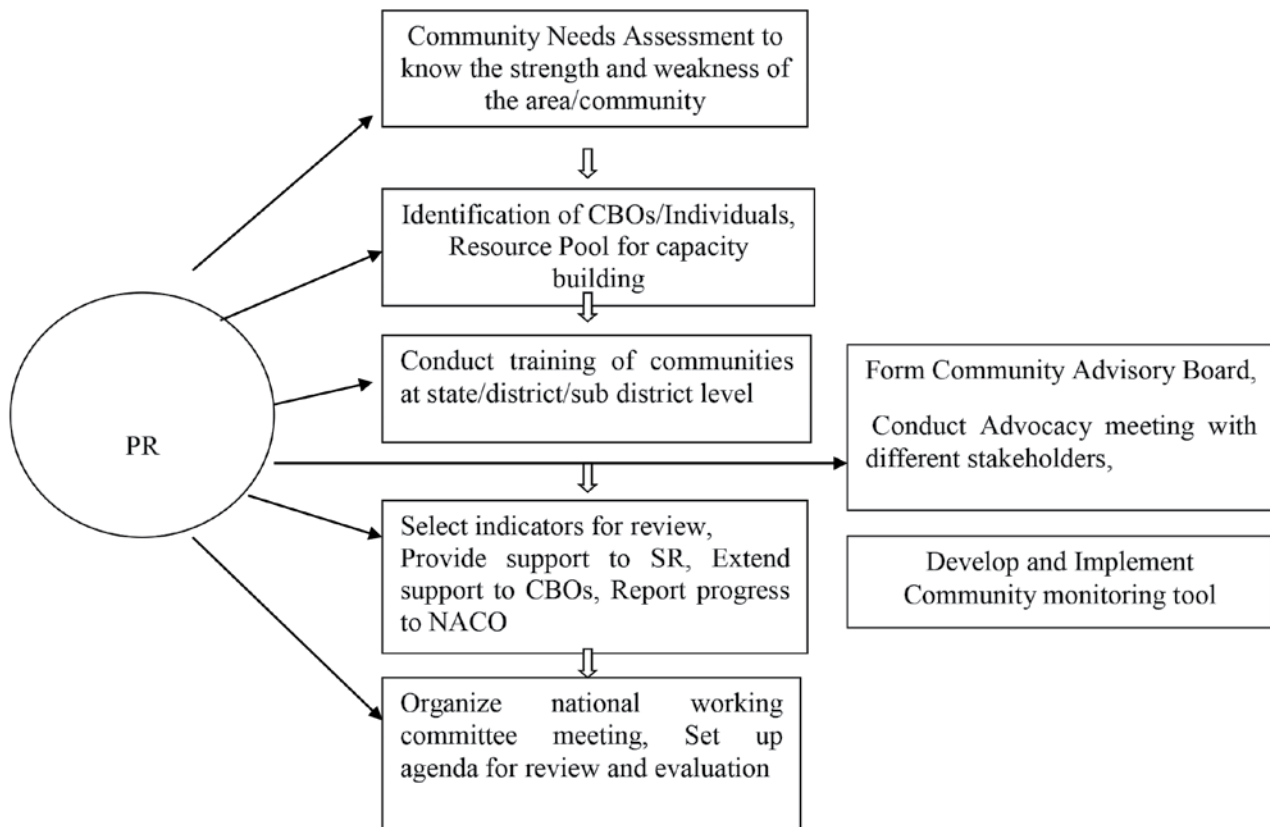 Community Needs Assessment to
know the strength and weakness of
the area/community
Identification of CBOs/Individuals,
Resource Pool for capacity
building
Conduct training of communities
at state/district/sub district level
Form Community Advisory Board,
Conduct Advocacy meeting with
different stakeholders,
PR
Select indicators for review,
Provide support to SR, Extend
support to CBOs, Report progress
to NACO
Develop and Implement
Community monitoring tool
Organize national working
committee meeting, Set up
agenda for review and evaluation